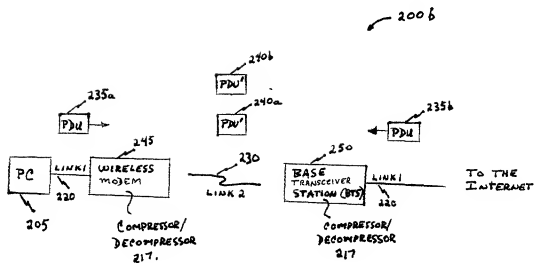 200b
240b
PDU'
235a
240a
235b
PDU
PDU'
PDU
245
230
250
PC
LINK1
WIRELESS
MODEM
LINK 2
BASE
TRANSCEIVER
STATION (BTS)
LINK1
TO THE
INTERNET
220
220
205
COMPRESSOR/
DECOMPRESSOR
217.
COMPRESSOR/
DECOMPRESSOR
217